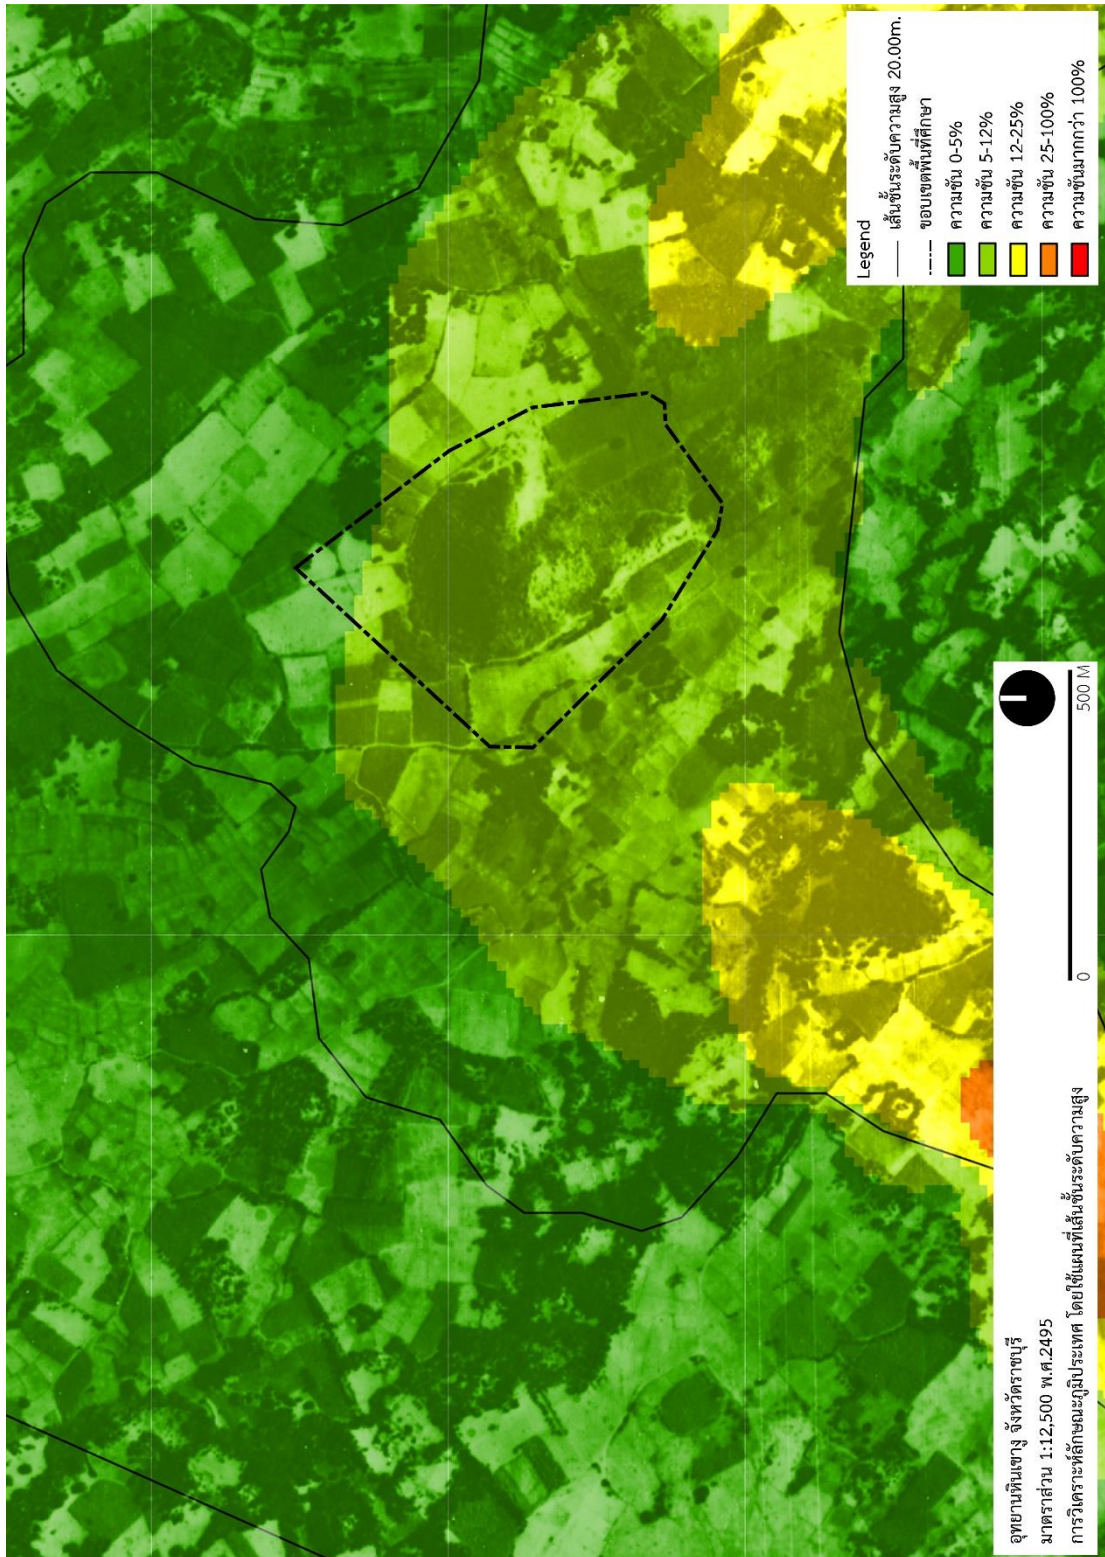 อุทยานหินเขางู จังหวัดราชบุรี
มาตราส่วน 1:12,500 พ.ศ.2495
การวิเคราะห์ลักษณะภูมิประเทศ โดยใช้แผนที่เส้นชั้นระดับความสูง
0
500 M
Legend
เส้นชั้นระดับความสูง 20.00m.
ขอบเขตพื้นที่ศึกษา
ความชัน 0-5%
ความชัน 5-12%
ความชัน 12-25%
ความชัน 25-100%
ความชันมากกว่า 100%